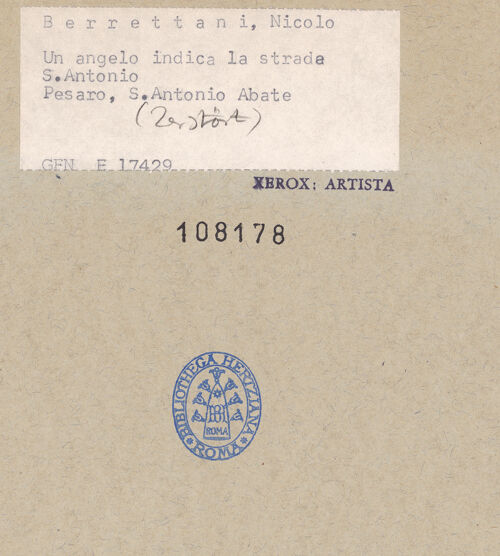 B e r r e t t a n i, Nicolo
Un angelo indica la strada
S.Antonio
Pesaro, S.Antonio Abate
(Zerstört)
GFN E 17429
XEROX: ARTISTA
108178
BIBLIOTHECA HERTZIANA
ROMA
ROMA